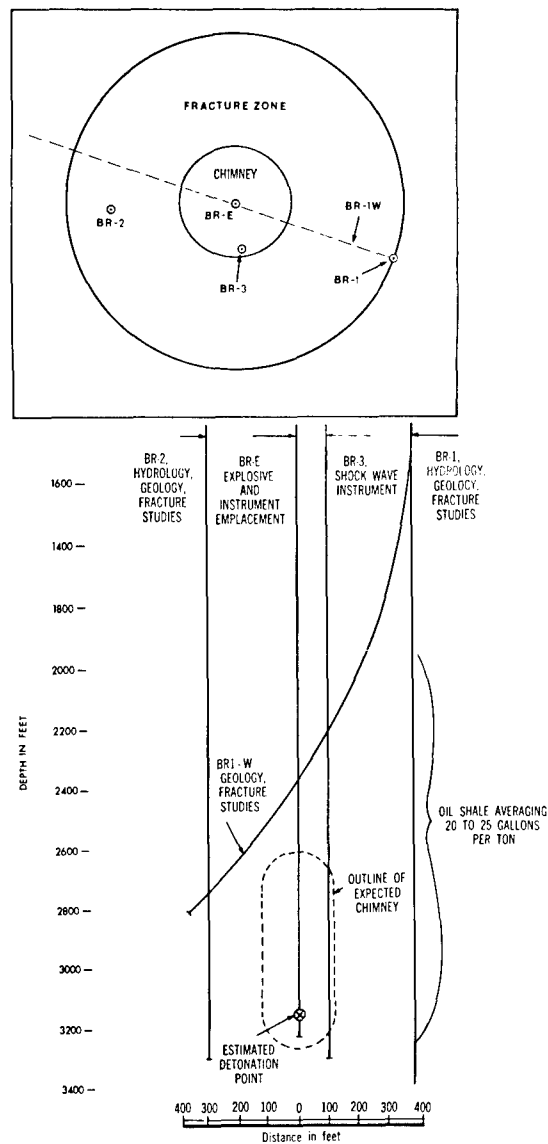 FRACTURE ZONE
CHIMNEY
BR-E
BR-1W
BR-2
BR-3
BR-1
BR-2,
HYDROLOGY,
GEOLOGY,
FRACTURE
STUDIES
BR-E
EXPLOSIVE
AND
INSTRUMENT
EMPLACEMENT
BR-3,
SHOCK WAVE
INSTRUMENT
BR-1,
HYDROLOGY,
GEOLOGY,
FRACTURE
STUDIES
1600
1400
1800
2000
2200
2400
2600
2800
3000
3200
3400
DEPTH IN FEET
BR1-W
GEOLOGY,
FRACTURE
STUDIES
OIL SHALE AVERAGING
20 TO 25 GALLONS
PER TON
OUTLINE OF
EXPECTED
CHIMNEY
ESTIMATED
DETONATION
POINT
400 300 200 100 0 100 200 300 400
Distance in feet